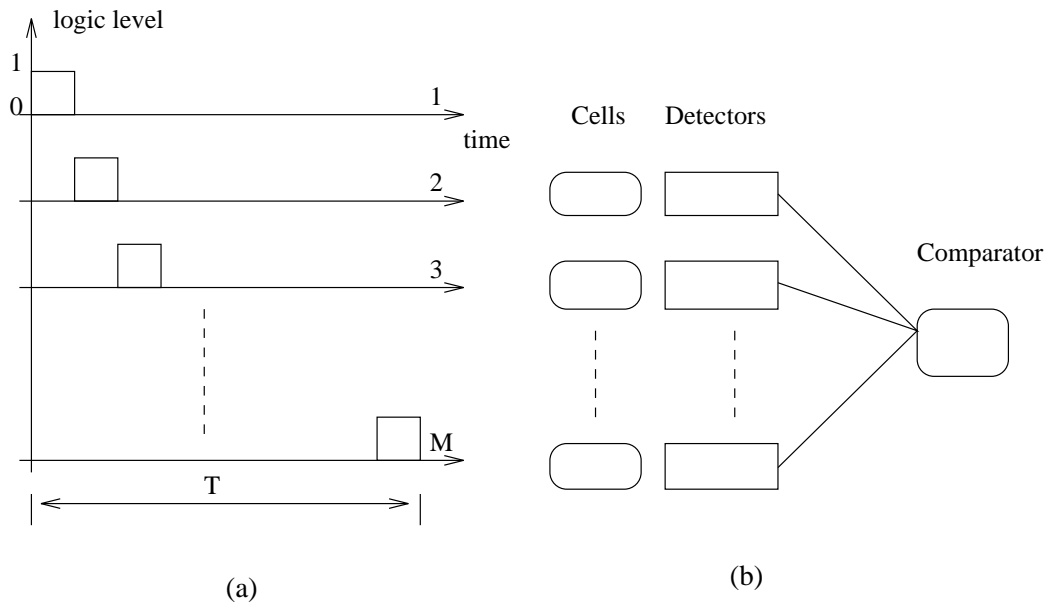 logic level
1
0
1
time
2
3
M
T
(a)
Cells Detectors
Comparator
(b)